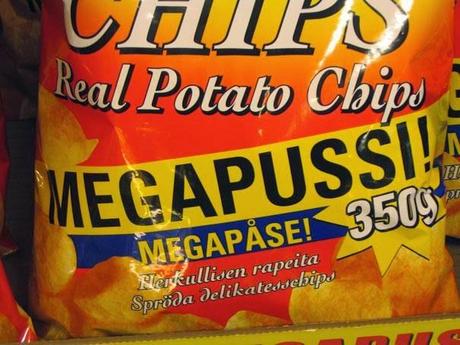 CHIPS
Real Potato Chips
MEGAPUSSI!
350g
MEGAPÅSE!
Herkullisen rapeita
Spröda delikatesschips